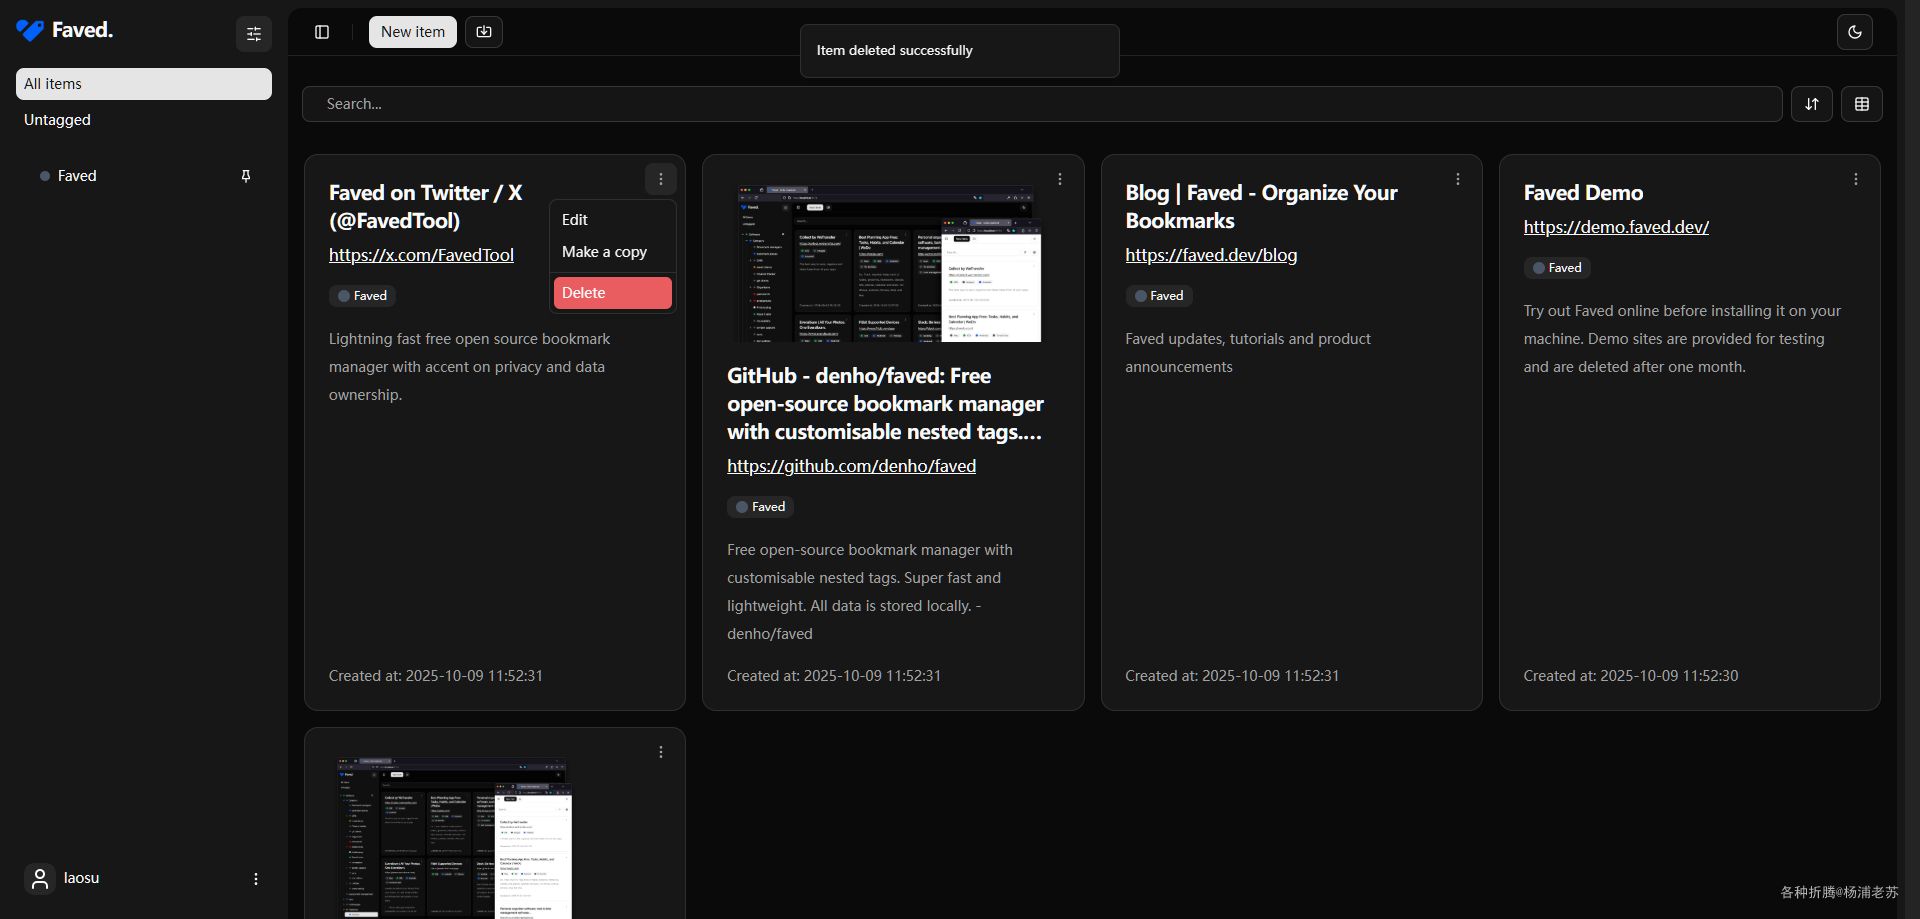 Faved.
New item
Item deleted successfully
All items
Search...
Untagged
Faved
Faved on Twitter / X
(@FavedTool)
https://x.com/FavedTool
Faved
Lightning fast free open source bookmark
manager with accent on privacy and data
ownership.
Created at: 2025-10-09 11:52:31
Edit
Make a copy
Delete
GitHub - denho/faved: Free
open-source bookmark manager
with customisable nested tags....
https://github.com/denho/faved
Faved
Free open-source bookmark manager with
customisable nested tags. Super fast and
lightweight. All data is stored locally. -
denho/faved
Created at: 2025-10-09 11:52:31
Blog | Faved - Organize Your
Bookmarks
https://faved.dev/blog
Faved
Faved updates, tutorials and product
announcements
Created at: 2025-10-09 11:52:31
Faved Demo
https://demo.faved.dev/
Faved
Try out Faved online before installing it on your
machine. Demo sites are provided for testing
and are deleted after one month.
Created at: 2025-10-09 11:52:30
laosu
各种折腾@杨浦老苏